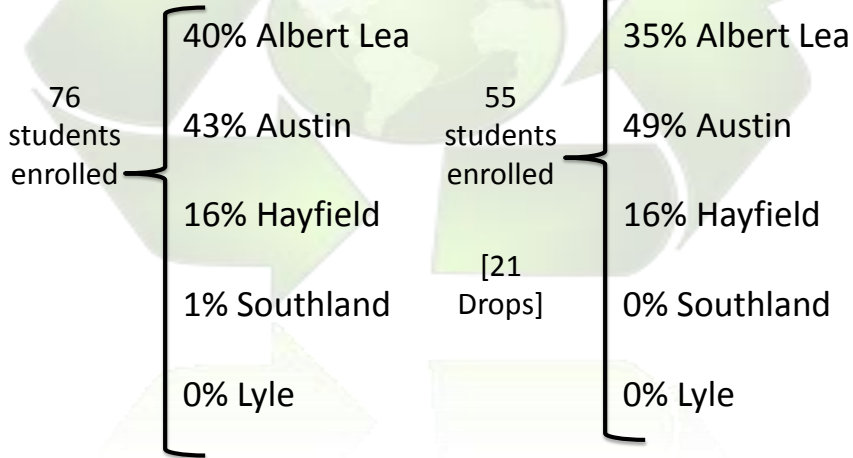 76
students
enrolled
40% Albert Lea
43% Austin
16% Hayfield
1% Southland
0% Lyle
55
students
enrolled
[21
Drops]
35% Albert Lea
49% Austin
16% Hayfield
0% Southland
0% Lyle